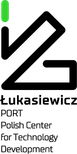 Łukasiewicz
PORT
Polish Center
for Technology
Development